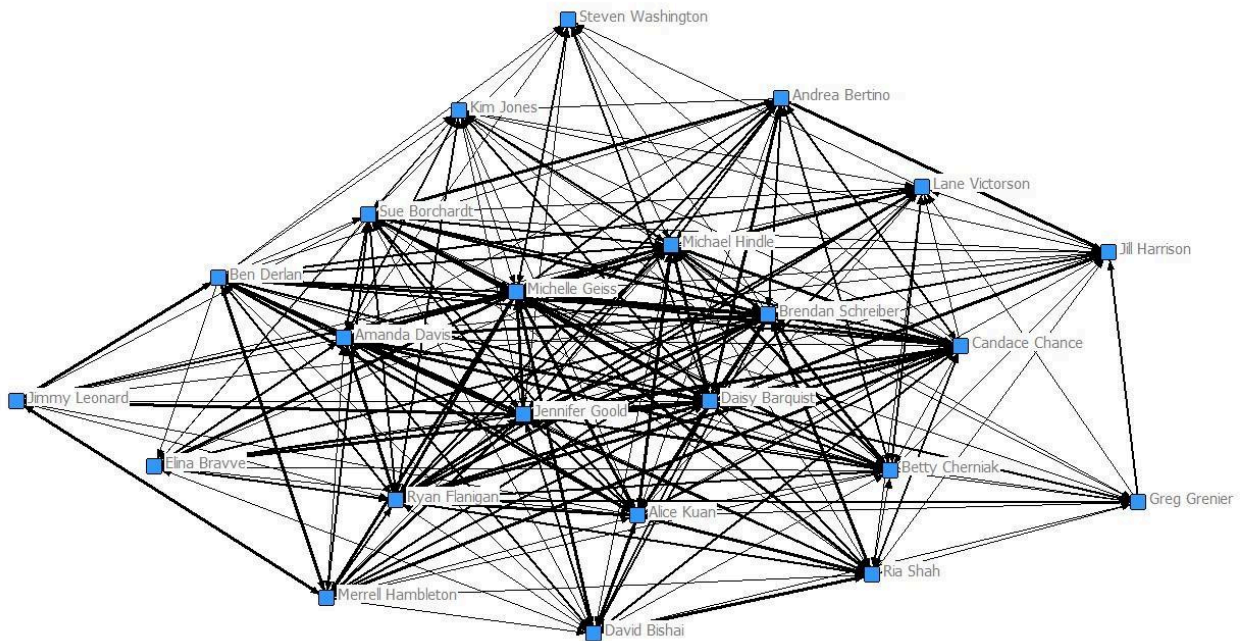 Steven Washington
Andrea Bertino
Kim Jones
Lane Victorson
Sue Borchardt
Michael Hindle
Jill Harrison
Ben Derlan
Michelle Geiss
Brendan Schreiber
Amanda Davis
Candace Chance
Jimmy Leonard
Daisy Barquist
Jennifer Goold
Elina Bravve
Betty Cherniak
Ryan Flanigan
Greg Grenier
Alice Kuan
Ria Shah
Merrell Hambleton
David Bishai